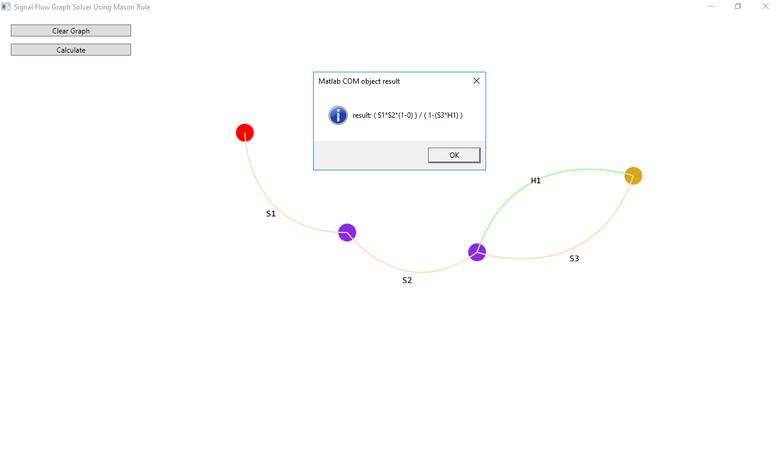 Signal Flow Graph Solver Using Mason Rule
Clear Graph
Calculate
Matlab COM object result
result: ( S1*S2*(1-0) ) / ( 1-(S3*H1) )
OK
H1
S1
S3
S2